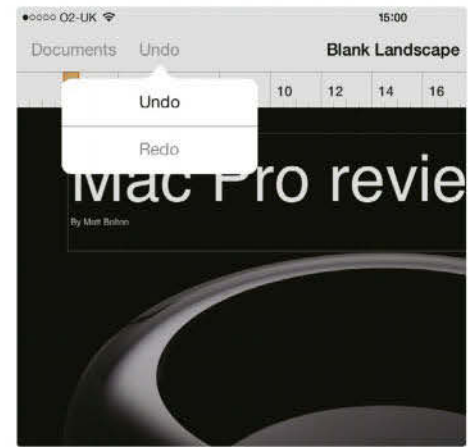 O2-UK 15:00
Documents Undo Blank Landscape
10 12 14 16
Undo
Redo
Mac Pro revie
By Matt Bolton